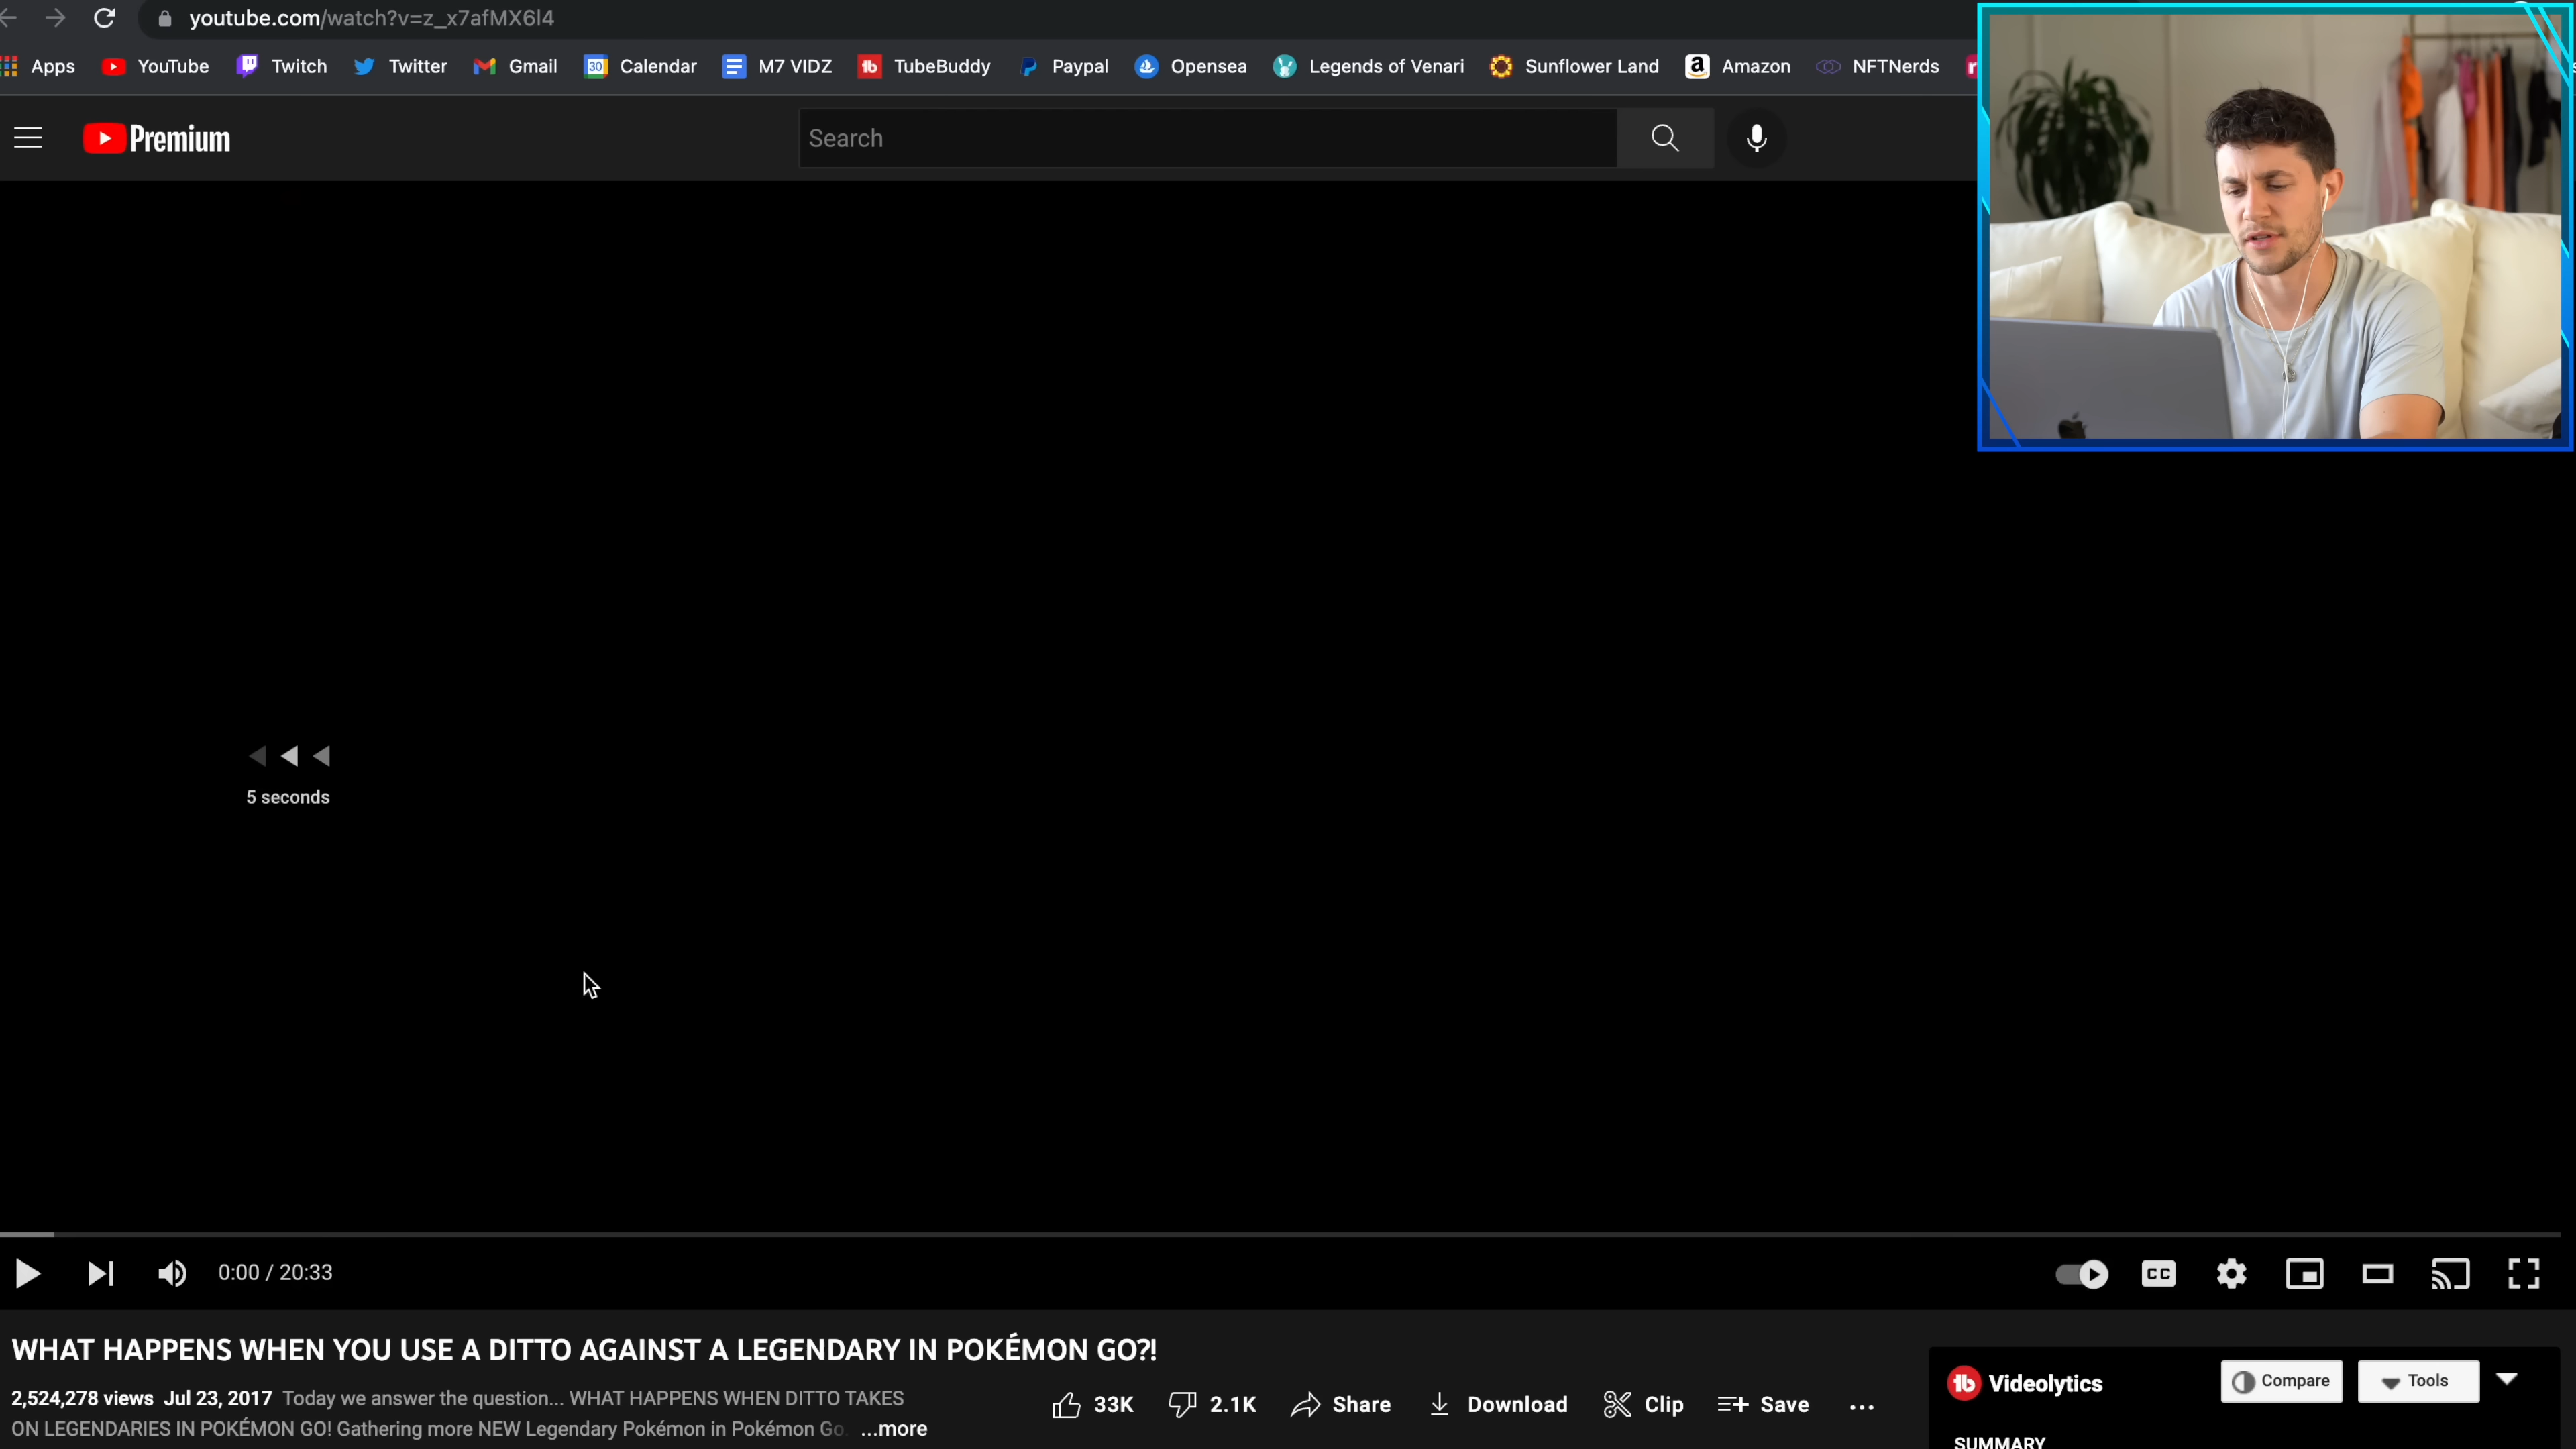 youtube.com/watch?v=z_x7afMX6l4
Apps YouTube Twitch Twitter Gmail 30 Calendar M7 VIDZ tb TubeBuddy Paypal Opensea Legends of Venari Sunflower Land a Amazon NFTNerds
Premium
Search
5 seconds
0:00 / 20:33
CC
WHAT HAPPENS WHEN YOU USE A DITTO AGAINST A LEGENDARY IN POKÉMON GO?!
2,524,278 views Jul 23, 2017 Today we answer the question... WHAT HAPPENS WHEN DITTO TAKES
ON LEGENDARIES IN POKÉMON GO! Gathering more NEW Legendary Pokémon in Pokémon Go. ...more
33K 2.1K Share Download Clip Save ...
tb Videolytics Compare Tools
SUMMARY